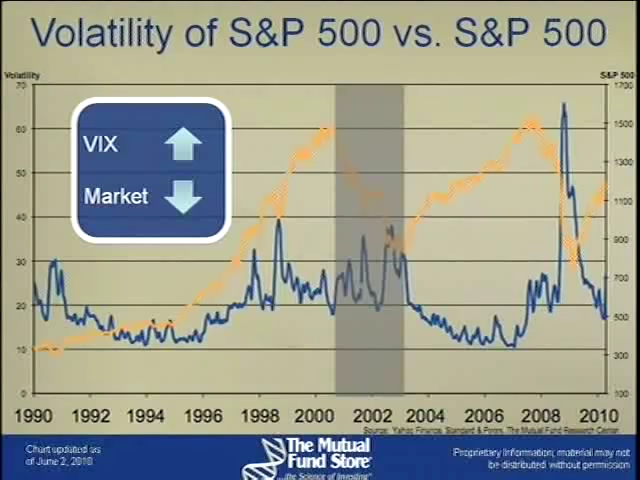 Volatility of S&P 500 vs. S&P 500
Volatility
S&P 500
70
60
50
40
30
20
10
0
VIX
Market
1700
1500
1300
1100
900
700
500
300
100
1990 1992 1994 1996 1998 2000 2002 2004 2006 2008 2010
Source: Yahoo Finance, Standard & Poors, The Mutual Fund Research Center
Chart updated as
of June 2, 2010
The Mutual
Fund Store
...the Science of Investing
Proprietary information; material may not
be distributed without permission